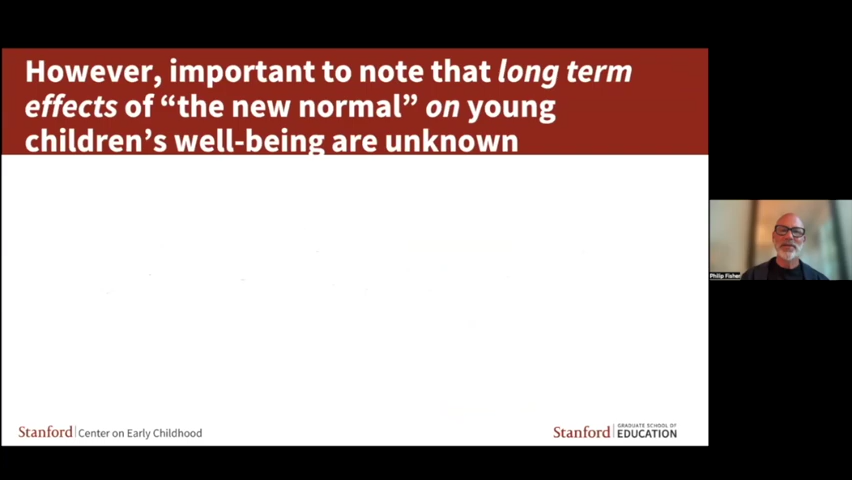 However, important to note that long term
effects of “the new normal” on young
children’s well-being are unknown
Philip Fisher
Stanford Center on Early Childhood
Stanford GRADUATE SCHOOL OF
EDUCATION